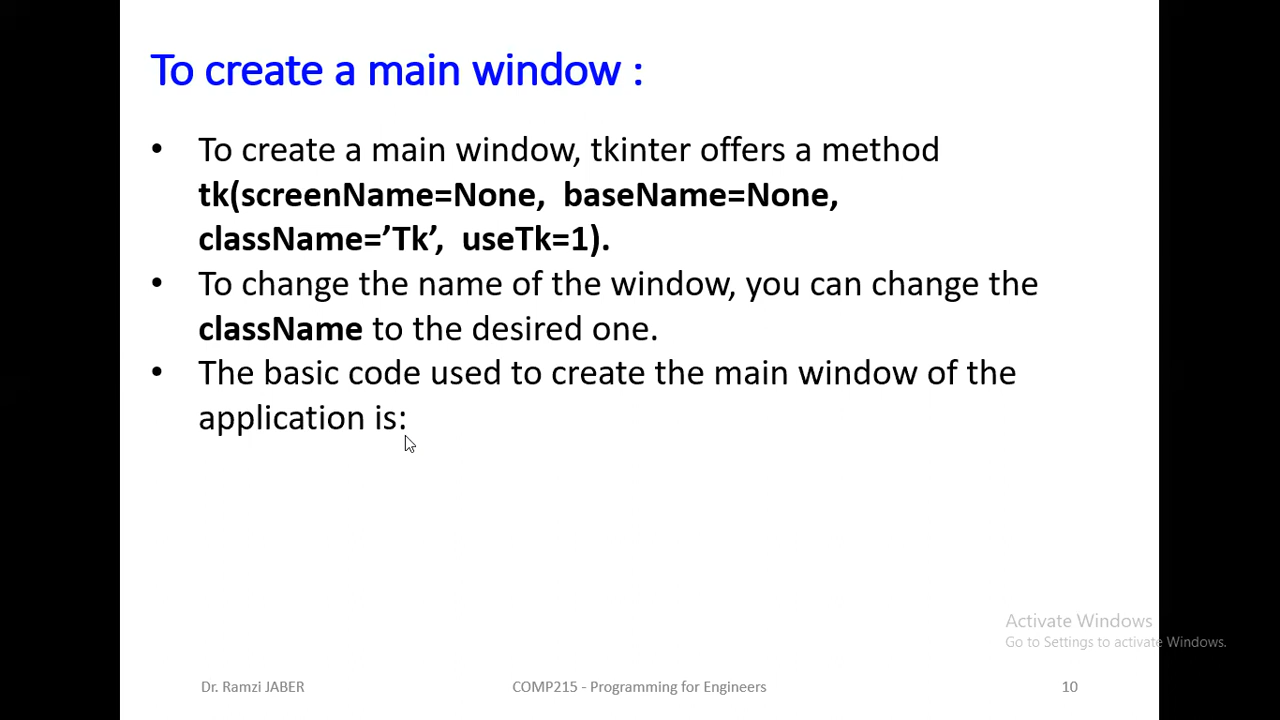 To create a main window :
• To create a main window, tkinter offers a method
tk(screenName=None, baseName=None,
className=’Tk’, useTk=1).
• To change the name of the window, you can change the
className to the desired one.
• The basic code used to create the main window of the
application is:
Activate Windows
Go to Settings to activate Windows.
Dr. Ramzi JABER
COMP215 - Programming for Engineers
10